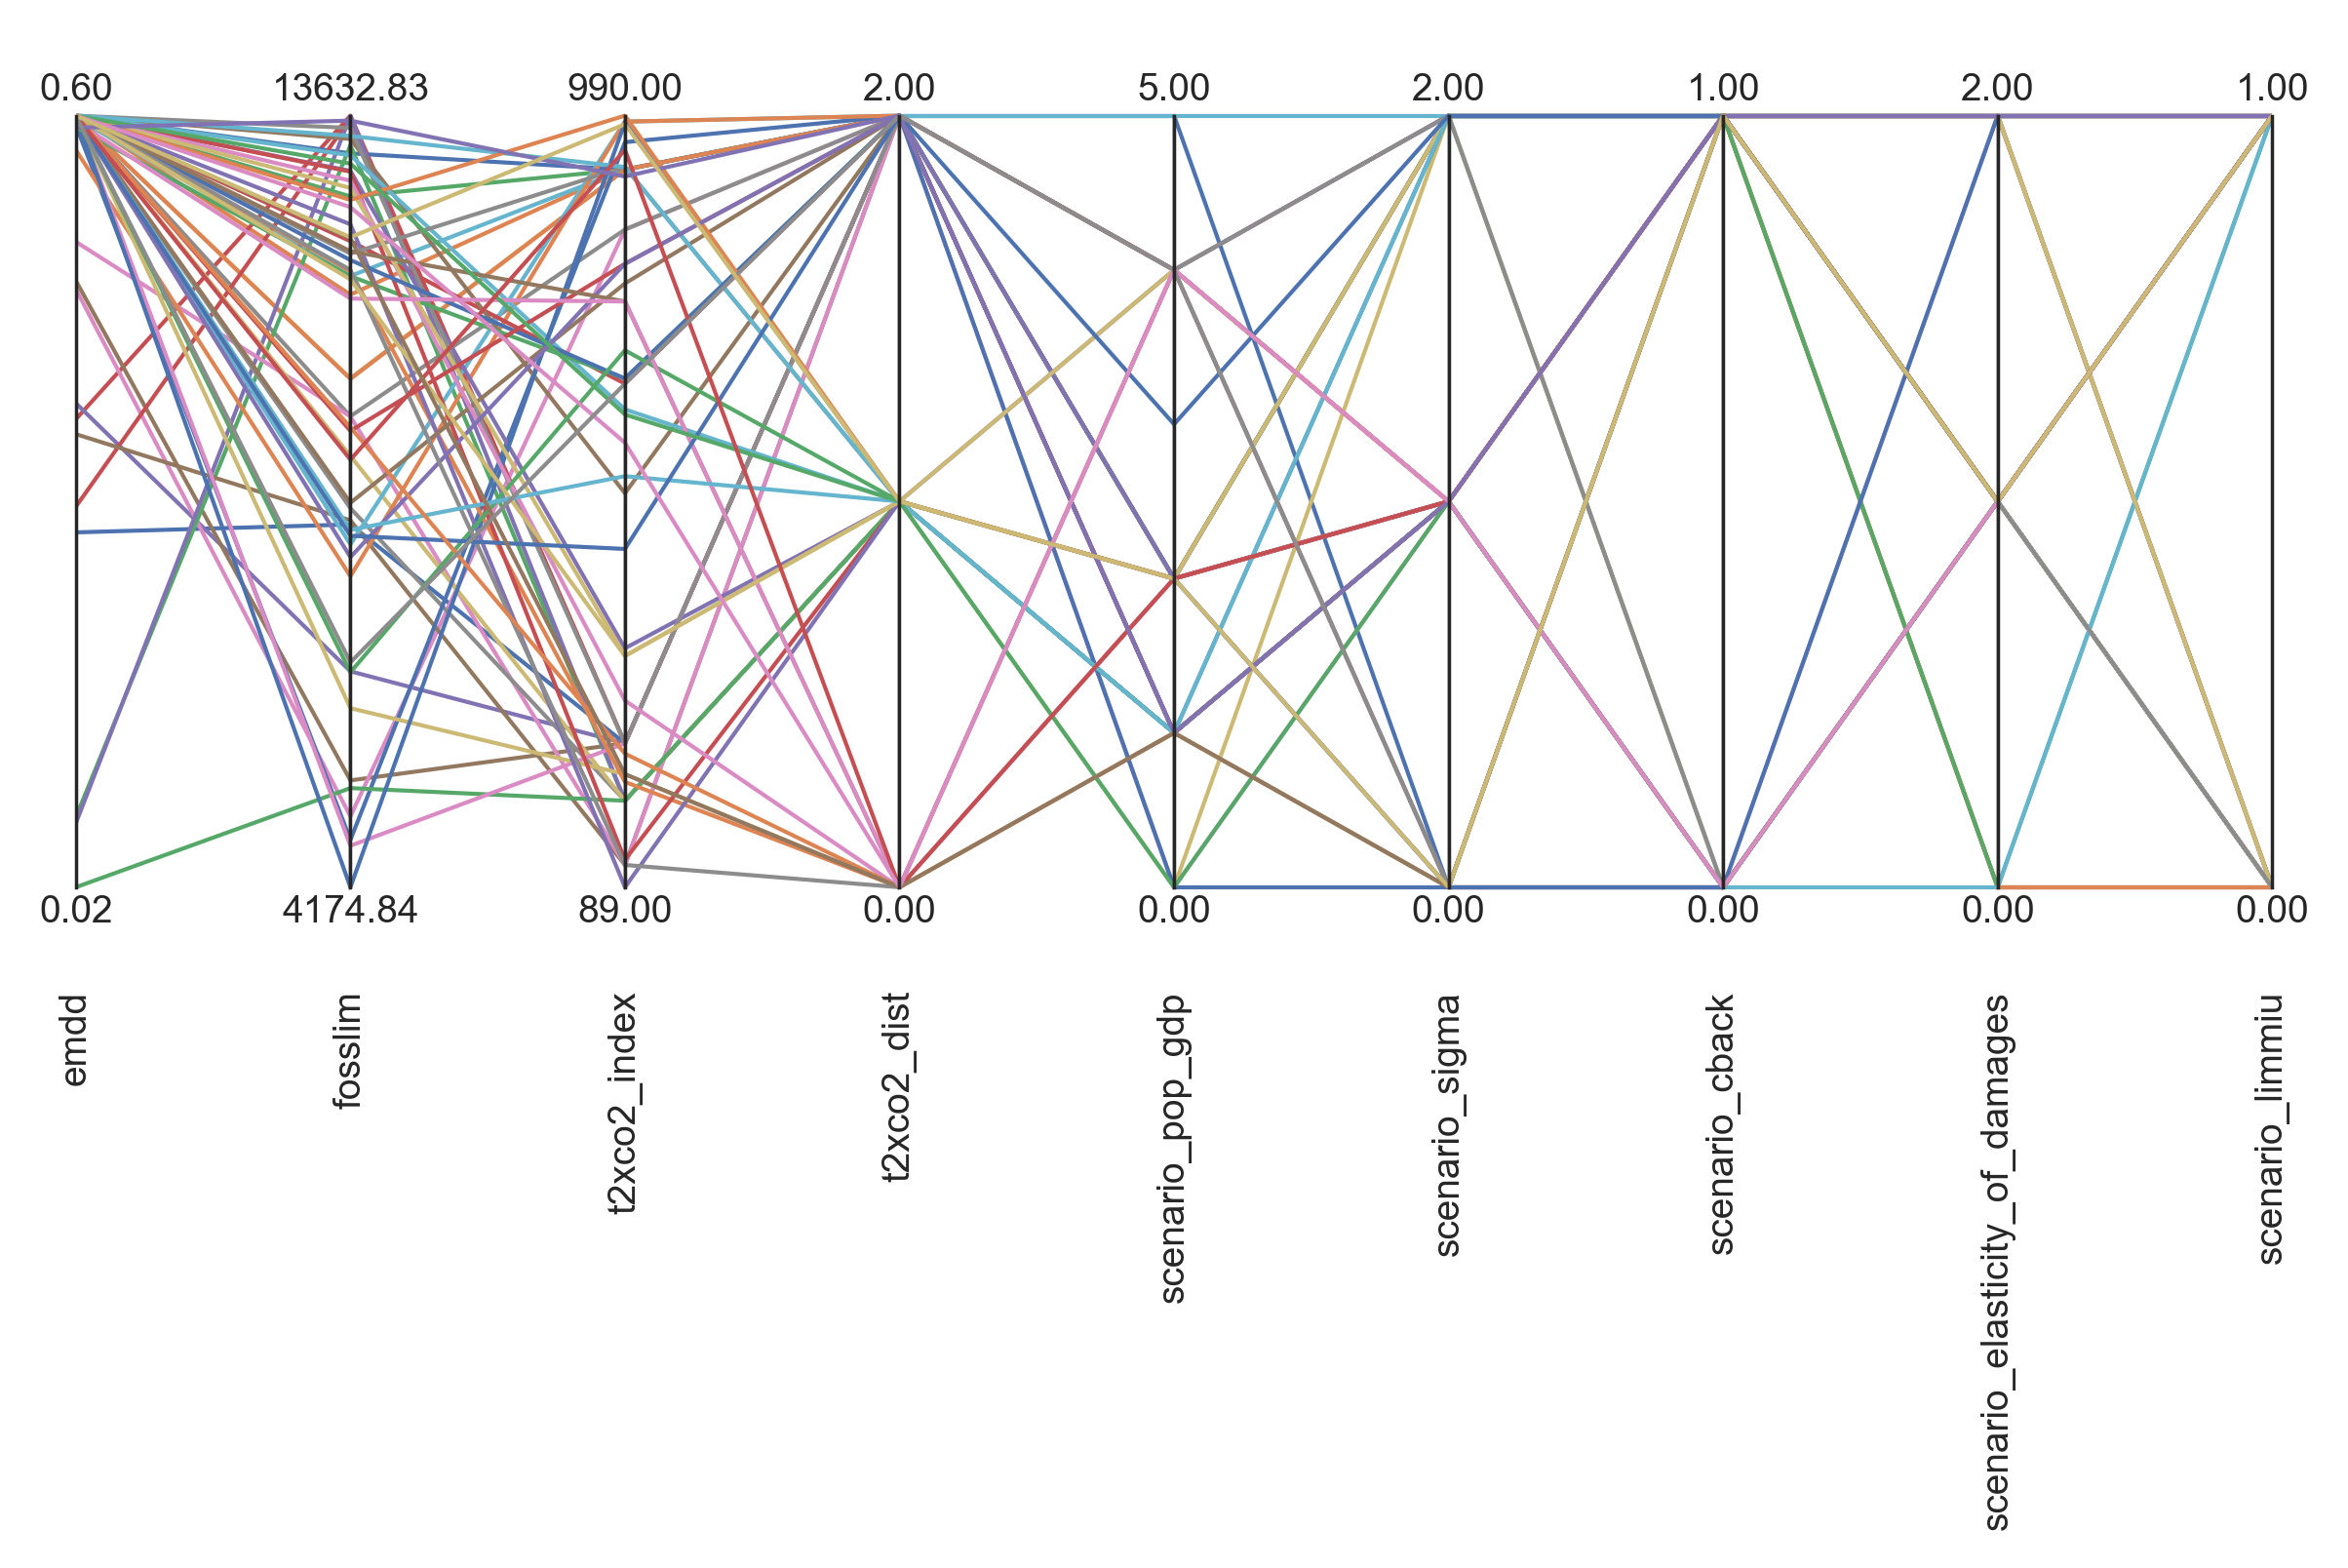 0.60 13632.83 990.00 2.00 5.00 2.00 1.00 2.00 1.00
0.02 4174.84 89.00 0.00 0.00 0.00 0.00 0.00 0.00
emdd
fosslim
t2xco2_index
t2xco2_dist
scenario_pop_gdp
scenario_sigma
scenario_cback
scenario_elasticity_of_damages
scenario_limmiu